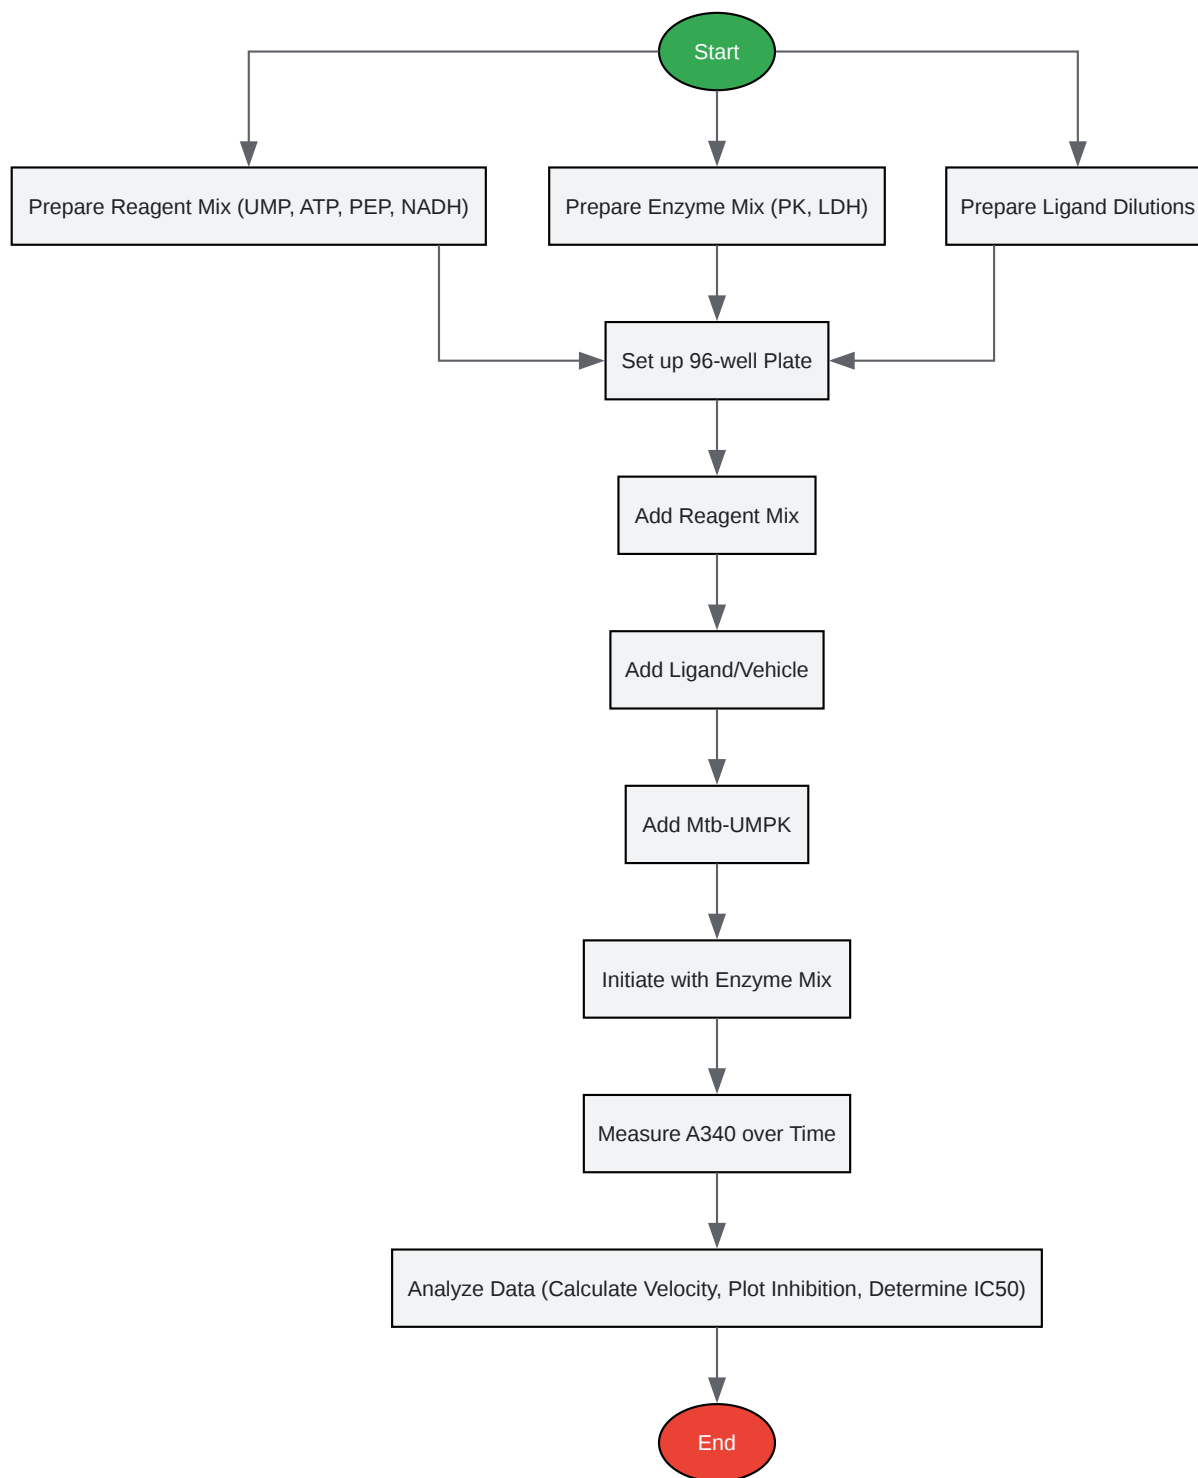 Start
Prepare Reagent Mix (UMP, ATP, PEP, NADH)
Prepare Enzyme Mix (PK, LDH)
Prepare Ligand Dilutions
Set up 96-well Plate
Add Reagent Mix
Add Ligand/Vehicle
Add Mtb-UMPK
Initiate with Enzyme Mix
Measure A340 over Time
Analyze Data (Calculate Velocity, Plot Inhibition, Determine IC50)
End